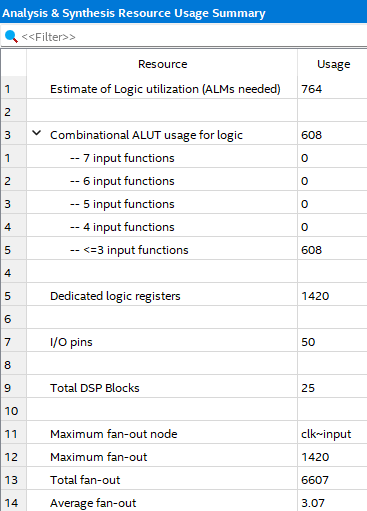 Analysis & Synthesis Resource Usage Summary
<<Filter>>
Resource Usage
1 Estimate of Logic utilization (ALMs needed) 764
2
3 Combinational ALUT usage for logic 608
1 -- 7 input functions 0
2 -- 6 input functions 0
3 -- 5 input functions 0
4 -- 4 input functions 0
5 -- <=3 input functions 608
4
5 Dedicated logic registers 1420
6
7 I/O pins 50
8
9 Total DSP Blocks 25
10
11 Maximum fan-out node clk~input
12 Maximum fan-out 1420
13 Total fan-out 6607
14 Average fan-out 3.07